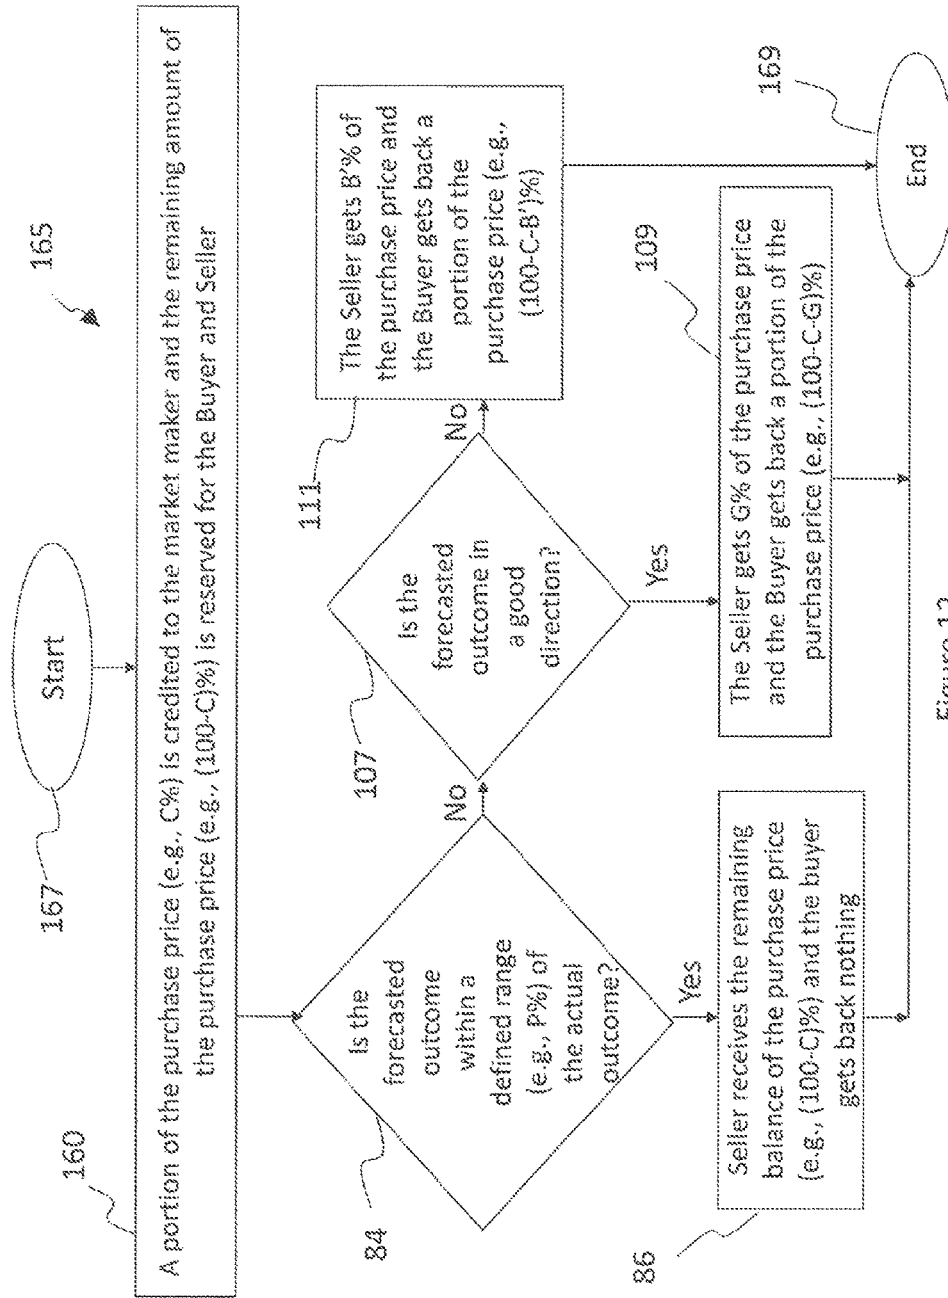 165
167
Start
160
A portion of the purchase price (e.g., C%) is credited to the market maker and the remaining amount of
the purchase price (e.g., (100-C)%) is reserved for the Buyer and Seller
84
Is the
forecasted
outcome
within a
defined range
(e.g., P%) of
the actual
outcome?
No
Yes
107
Is the
forecasted
outcome in
a good
direction?
No
Yes
111
The Seller gets B'% of
the purchase price and
the Buyer gets back a
portion of the
purchase price (e.g.,
(100-C-B')%)
86
Seller receives the remaining
balance of the purchase price
(e.g., (100-C)%) and the buyer
gets back nothing
109
The Seller gets G% of the purchase price
and the Buyer gets back a portion of the
purchase price (e.g., (100-C-G)%)
169
End
Figure